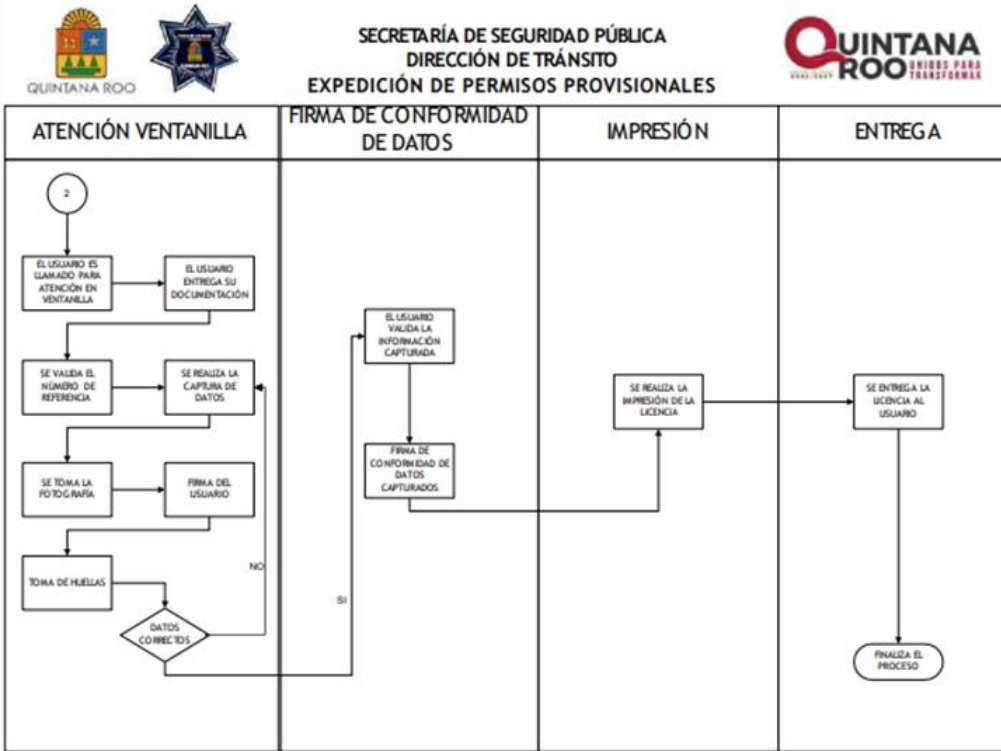 QUINTANA ROO
SECRETARÍA DE SEGURIDAD PÚBLICA
DIRECCIÓN DE TRÁNSITO
EXPEDICIÓN DE PERMISOS PROVISIONALES
QUINTANA
ROO
UNIDOS PARA
TRANSFORMAR
ATENCIÓN VENTANILLA
FIRMA DE CONFORMIDAD
DE DATOS
IMPRESIÓN
ENTREGA
2
EL USUARIO ES
LLAMADO PARA
ATENCIÓN EN
VENTANILLA
EL USUARIO
ENTREGA SU
DOCUMENTACIÓN
SE VALIDA EL
NÚMERO DE
REFERENCIA
SE REALIZA LA
CAPTURA DE
DATOS
SE TOMA LA
FOTOGRAFÍA
FIRMA DEL
USUARIO
TOMA DE HUELLAS
DATOS
CORRECTOS
NO
SI
EL USUARIO
VALIDA LA
INFORMACIÓN
CAPTURADA
FIRMA DE
CONFORMIDAD DE
DATOS
CAPTURADOS
SE REALIZA LA
IMPRESIÓN DE LA
LICENCIA
SE ENTREGA LA
LICENCIA AL
USUARIO
FINALIZA EL
PROCESO